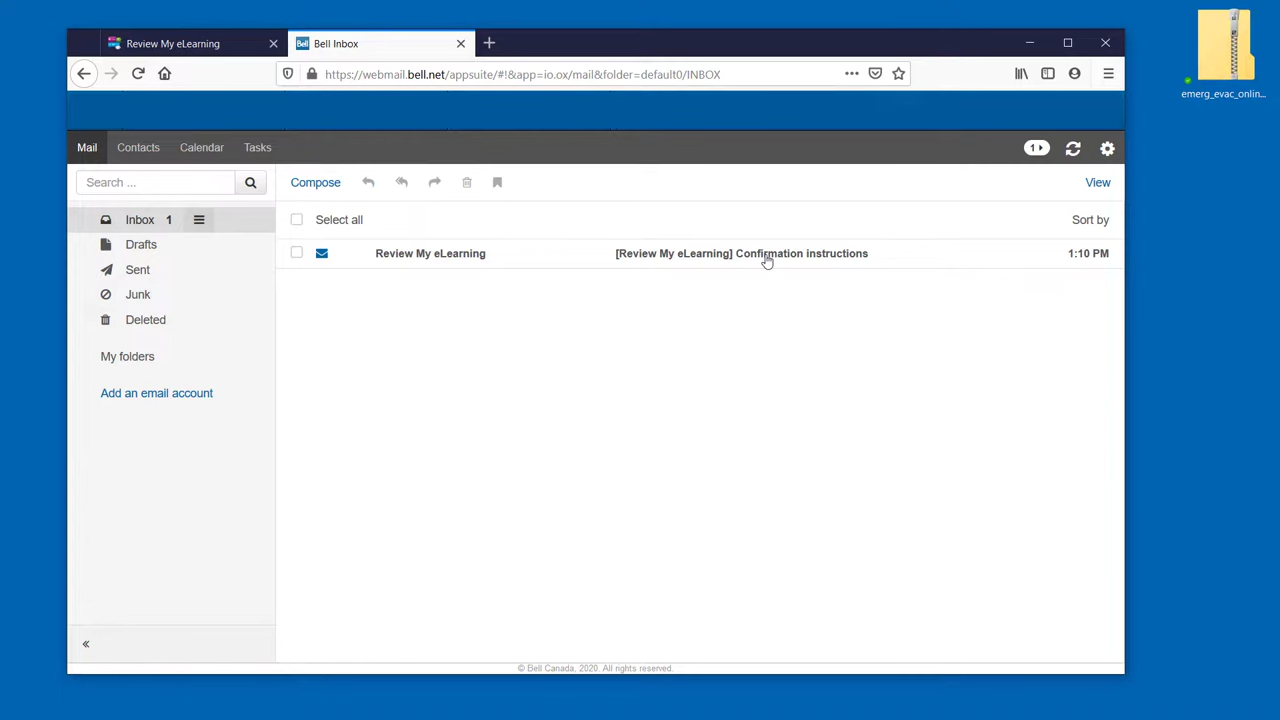 Review My eLearning
Bell
Bell Inbox
https://webmail.bell.net/appsuite/#!&app=io.ox/mail&folder=default0/INBOX
emerg_evac_onlin...
Mail
Contacts
Calendar
Tasks
1
Search ...
Compose
View
Inbox 1
Select all
Sort by
Drafts
Review My eLearning
[Review My eLearning] Confirmation instructions
1:10 PM
Sent
Junk
Deleted
My folders
Add an email account
«
© Bell Canada, 2020. All rights reserved.